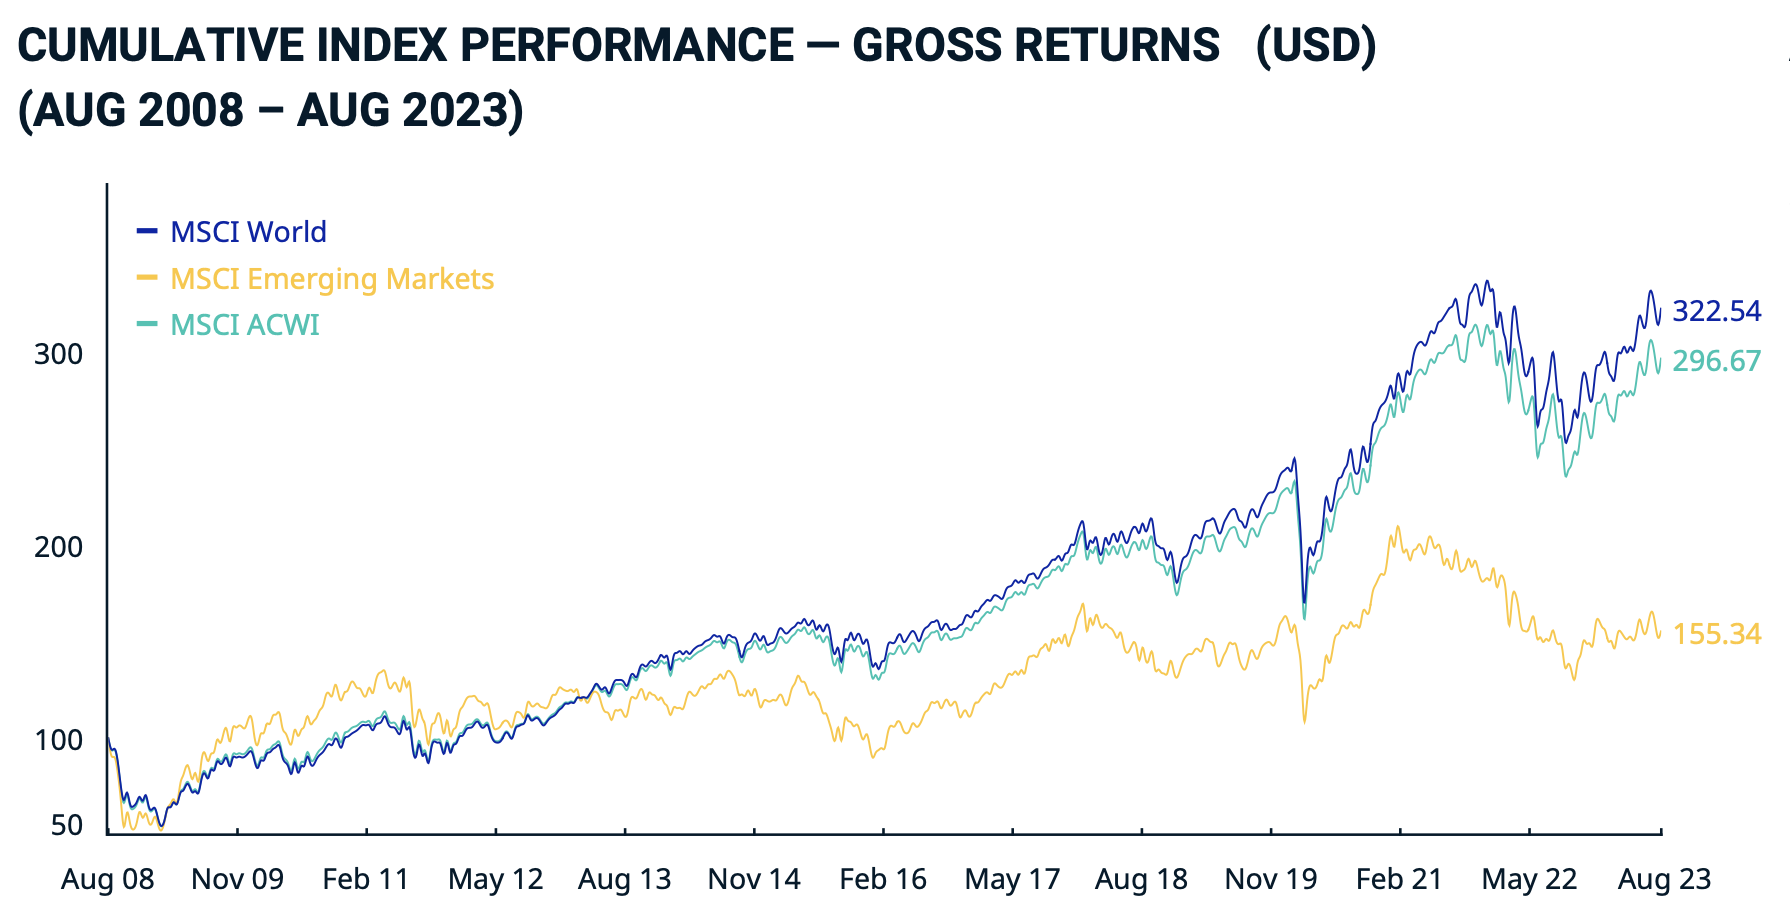 CUMULATIVE INDEX PERFORMANCE — GROSS RETURNS (USD)
(AUG 2008 – AUG 2023)
MSCI World
MSCI Emerging Markets
MSCI ACWI
300
200
100
50
322.54
296.67
155.34
Aug 08 Nov 09 Feb 11 May 12 Aug 13 Nov 14 Feb 16 May 17 Aug 18 Nov 19 Feb 21 May 22 Aug 23